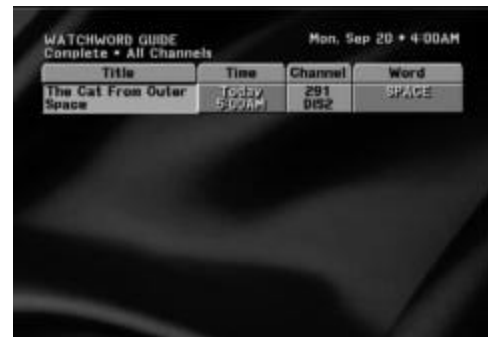 WATCHWORD GUIDE
Mon, Sep 20 • 4:00AM
Complete • All Channels
Title Time Channel Word
The Cat From Outer Today 291 SPACE
Space 5:00AM DIS2